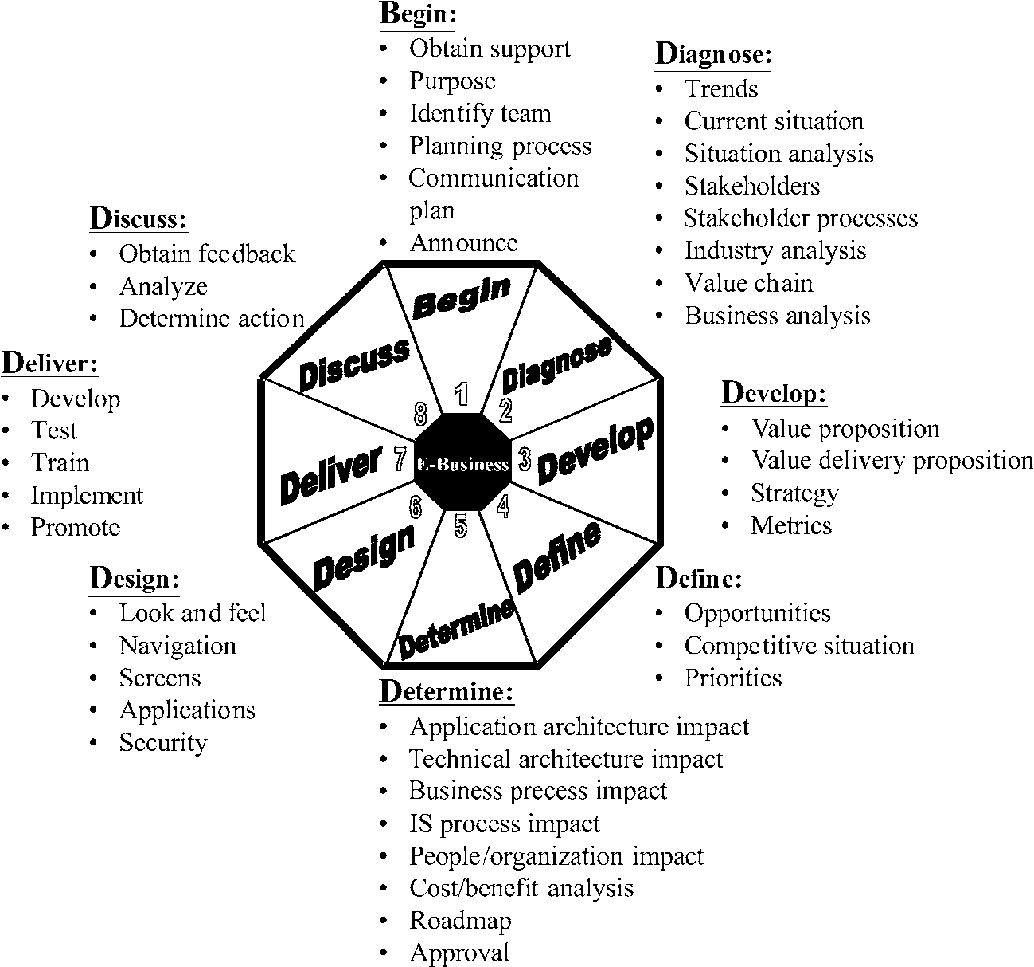 Begin:
• Obtain support
• Purpose
• Identify team
• Planning process
• Communication
plan
• Announce
Diagnose:
• Trends
• Current situation
• Situation analysis
• Stakeholders
• Stakeholder processes
• Industry analysis
• Value chain
• Business analysis
Develop:
• Value proposition
• Value delivery proposition
• Strategy
• Metrics
Define:
• Opportunities
• Competitive situation
• Priorities
Determine:
• Application architecture impact
• Technical architecture impact
• Business precess impact
• IS process impact
• People/organization impact
• Cost/benefit analysis
• Roadmap
• Approval
Design:
• Look and feel
• Navigation
• Screens
• Applications
• Security
Deliver:
• Develop
• Test
• Train
• Implement
• Promote
Discuss:
• Obtain feedback
• Analyze
• Determine action
Begin
1
Diagnose
2
Develop
3
Define
4
Determine
5
Design
6
Deliver
7
Discuss
8
E-Business